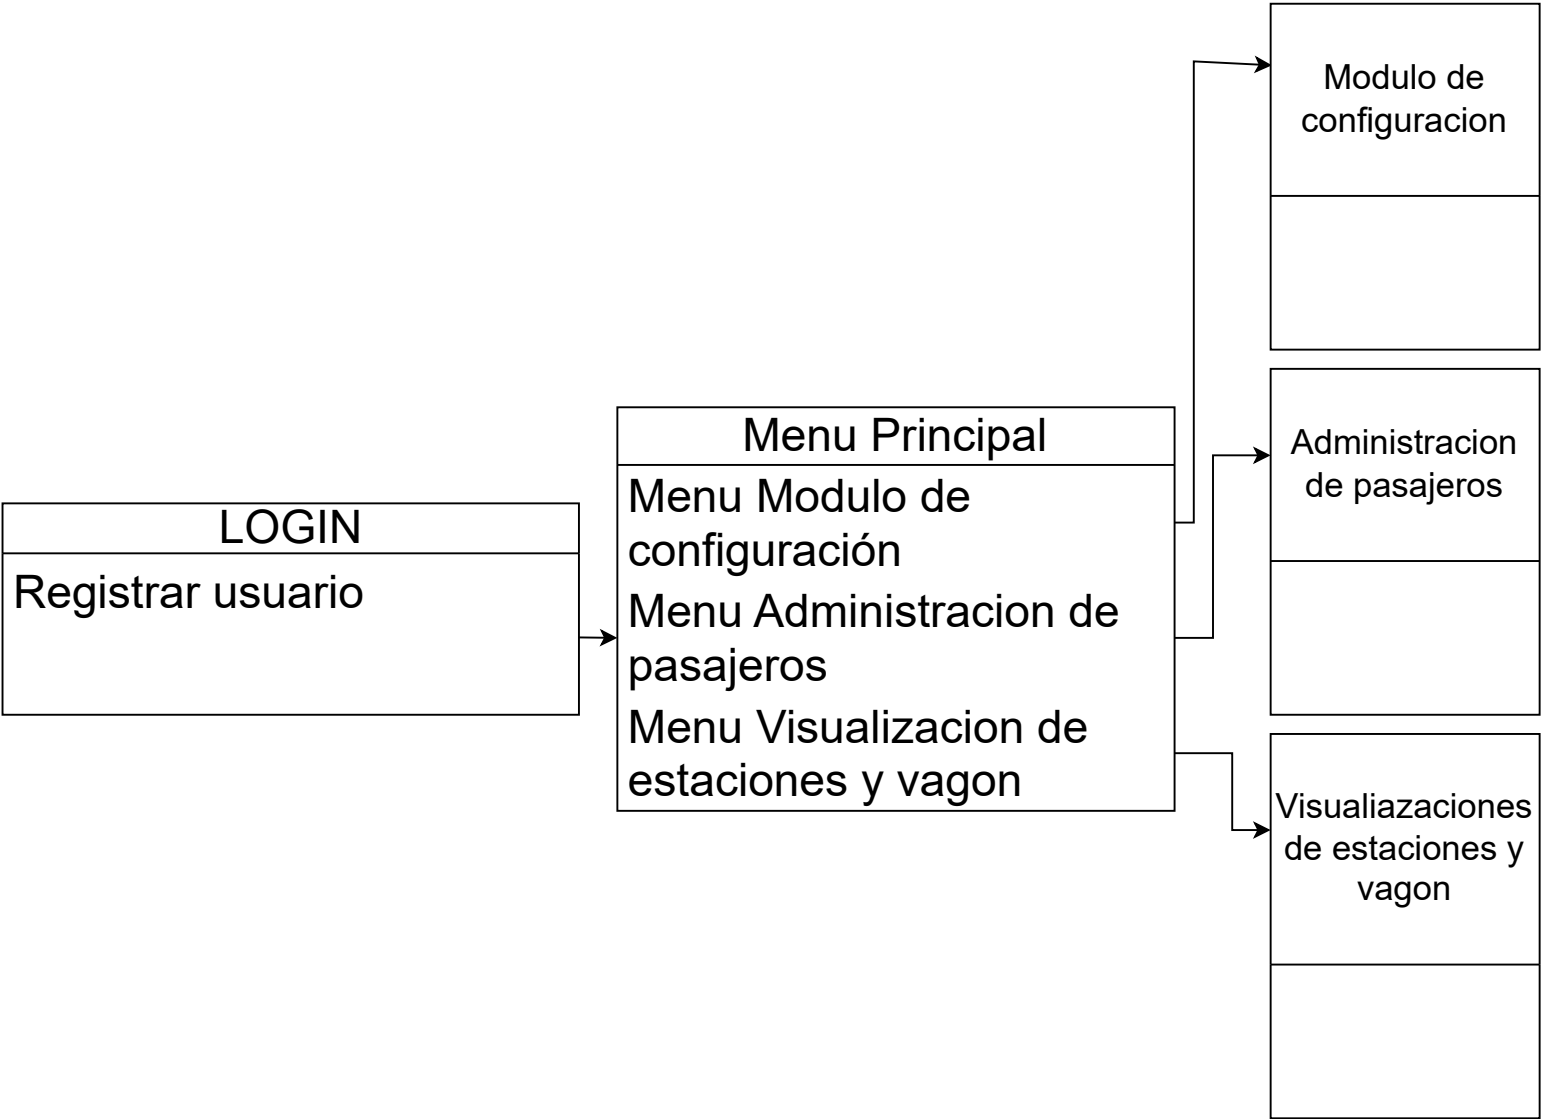 LOGIN
Registrar usuario
Menu Principal
Menu Modulo de
configuración
Menu Administracion de
pasajeros
Menu Visualizacion de
estaciones y vagon
Modulo de
configuracion
Administracion
de pasajeros
Visualiazaciones
de estaciones y
vagon